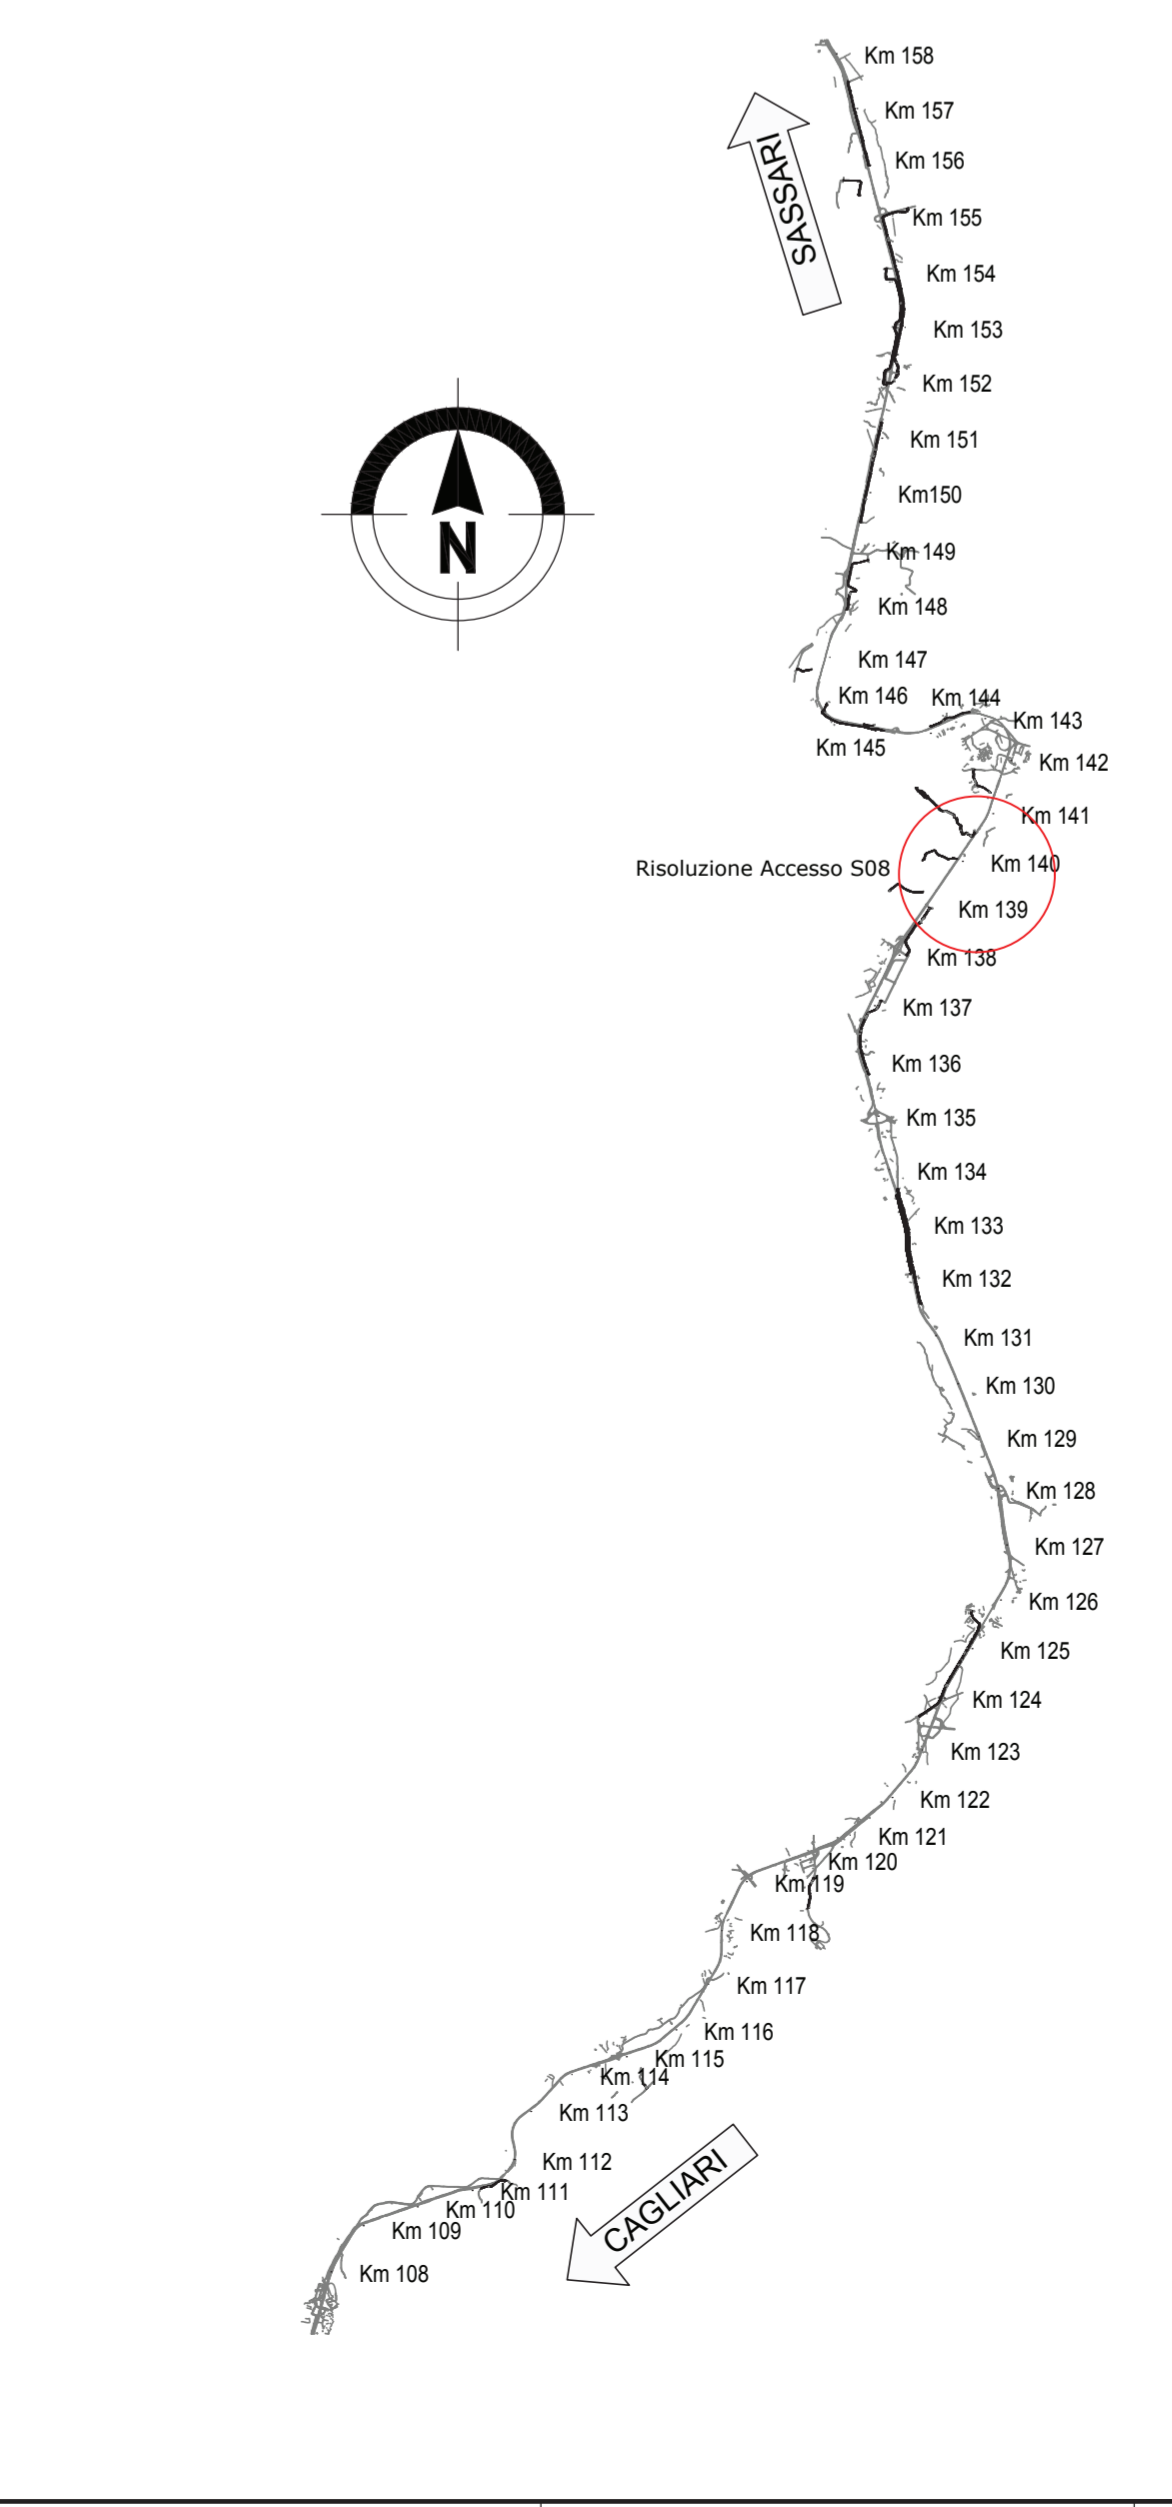 Km 158
Km 157
SASSARI
Km 156
Km 155
Km 154
Km 153
Km 152
Km 151
Km150
N
Km 149
Km 148
Km 147
Km 146
Km 144
Km 143
Km 145
Km 142
Km 141
Km 140
Risoluzione Accesso S08
Km 139
Km 138
Km 137
Km 136
Km 135
Km 134
Km 133
Km 132
Km 131
Km 130
Km 129
Km 128
Km 127
Km 126
Km 125
Km 124
Km 123
Km 122
Km 121
Km 120
Km 119
Km 118
Km 117
Km 116
Km 115
Km 114
Km 113
Km 112
Km 111
Km 110
CAGLIARI
Km 109
Km 108